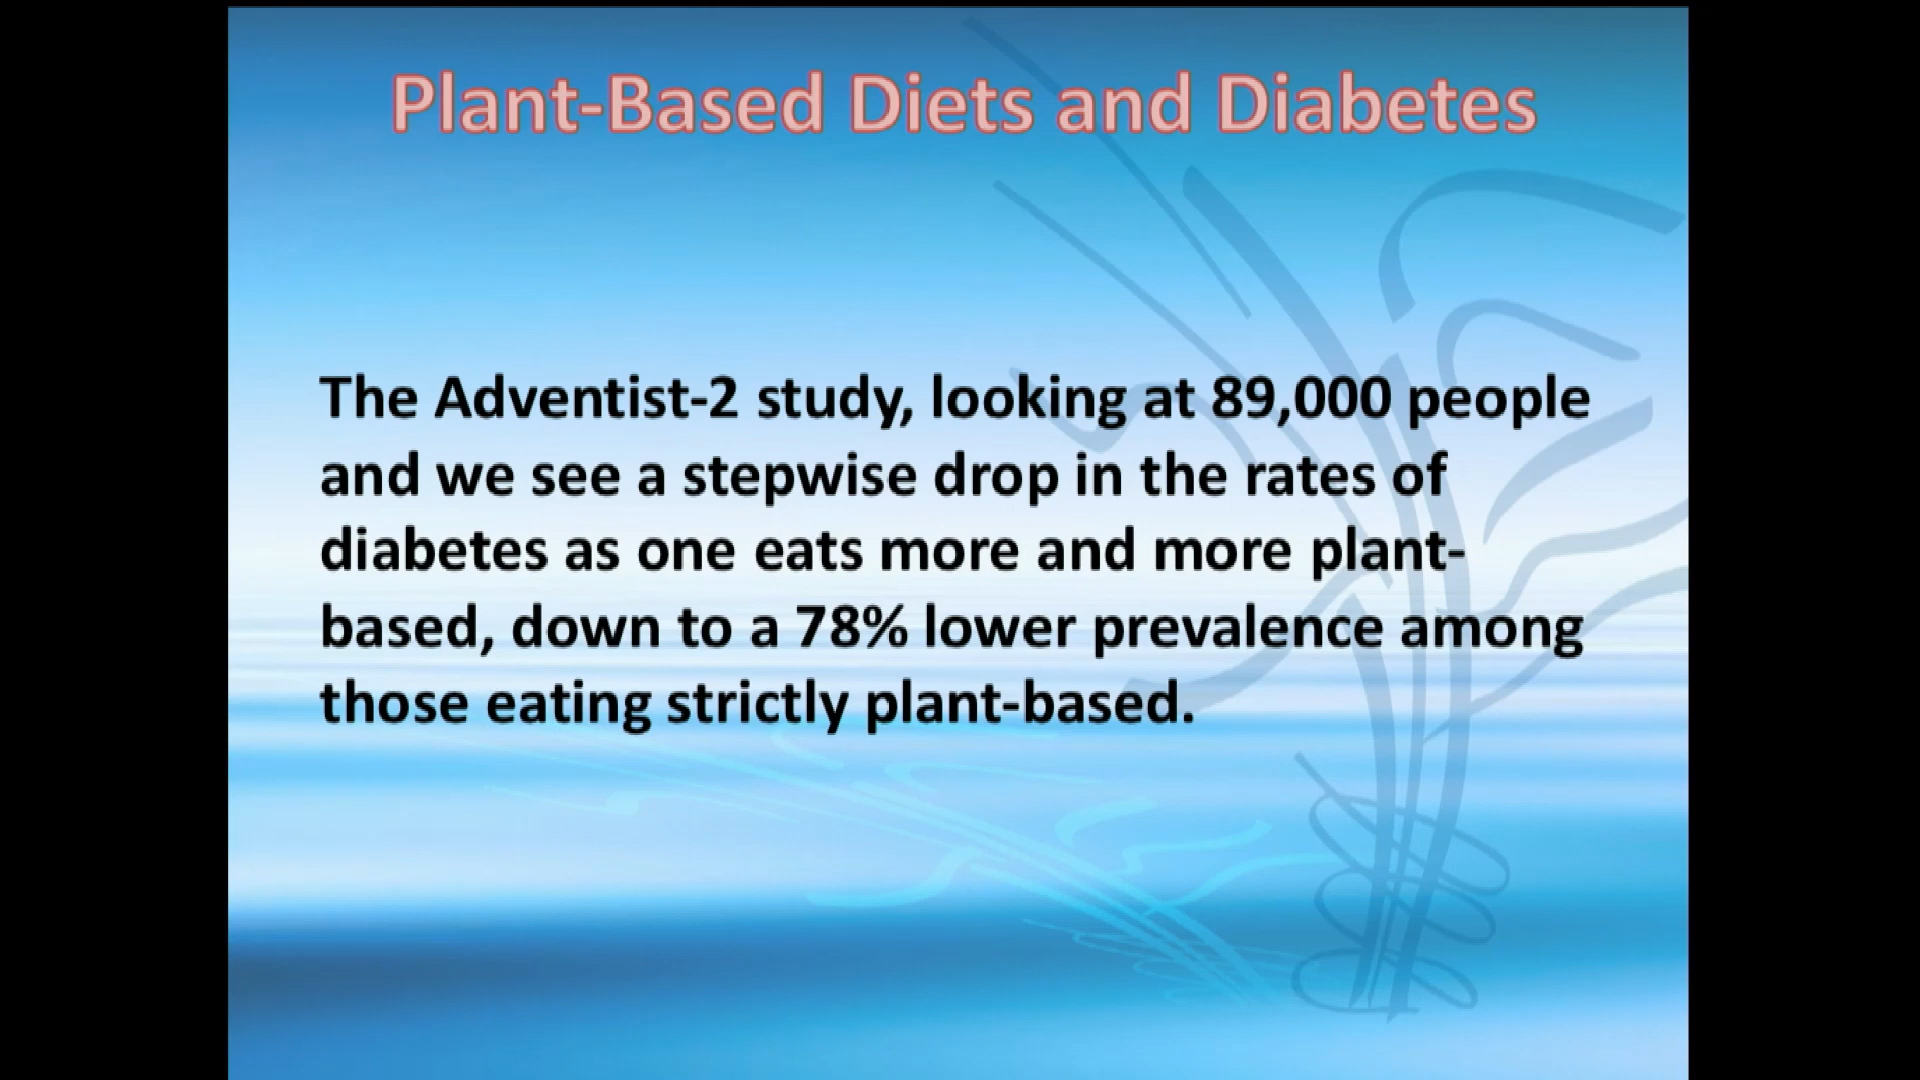 Plant-Based Diets and Diabetes
The Adventist-2 study, looking at 89,000 people
and we see a stepwise drop in the rates of
diabetes as one eats more and more plant-
based, down to a 78% lower prevalence among
those eating strictly plant-based.